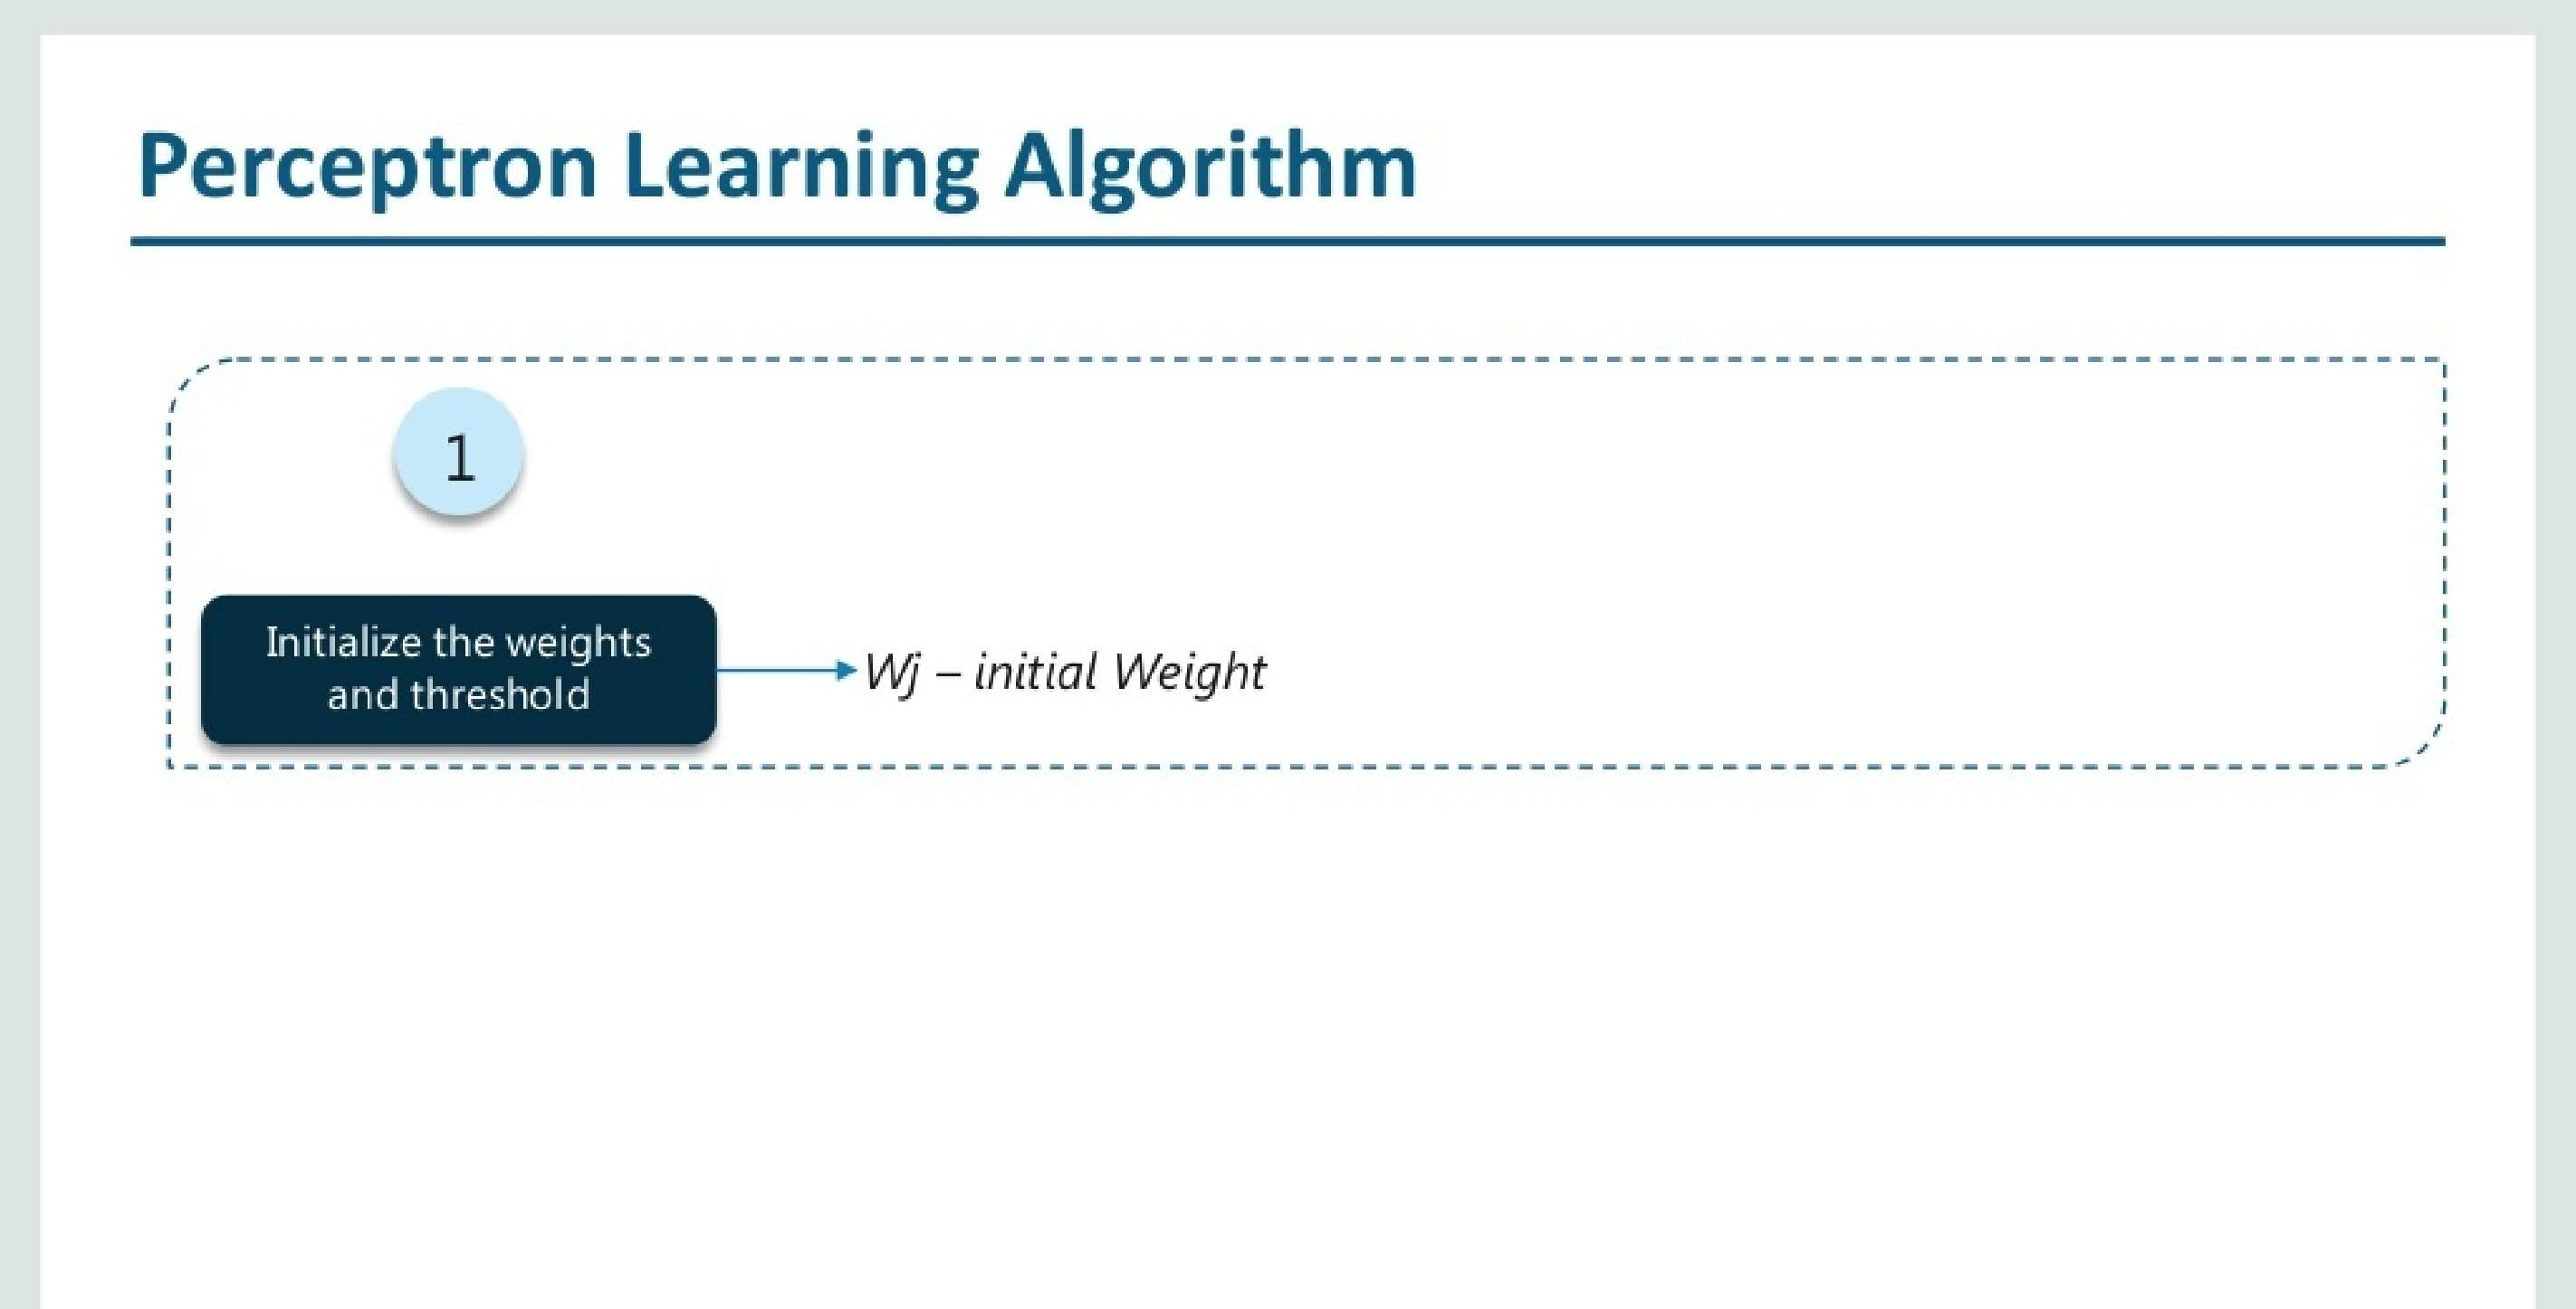 Perceptron Learning Algorithm
1
Initialize the weights
and threshold
Wj – initial Weight